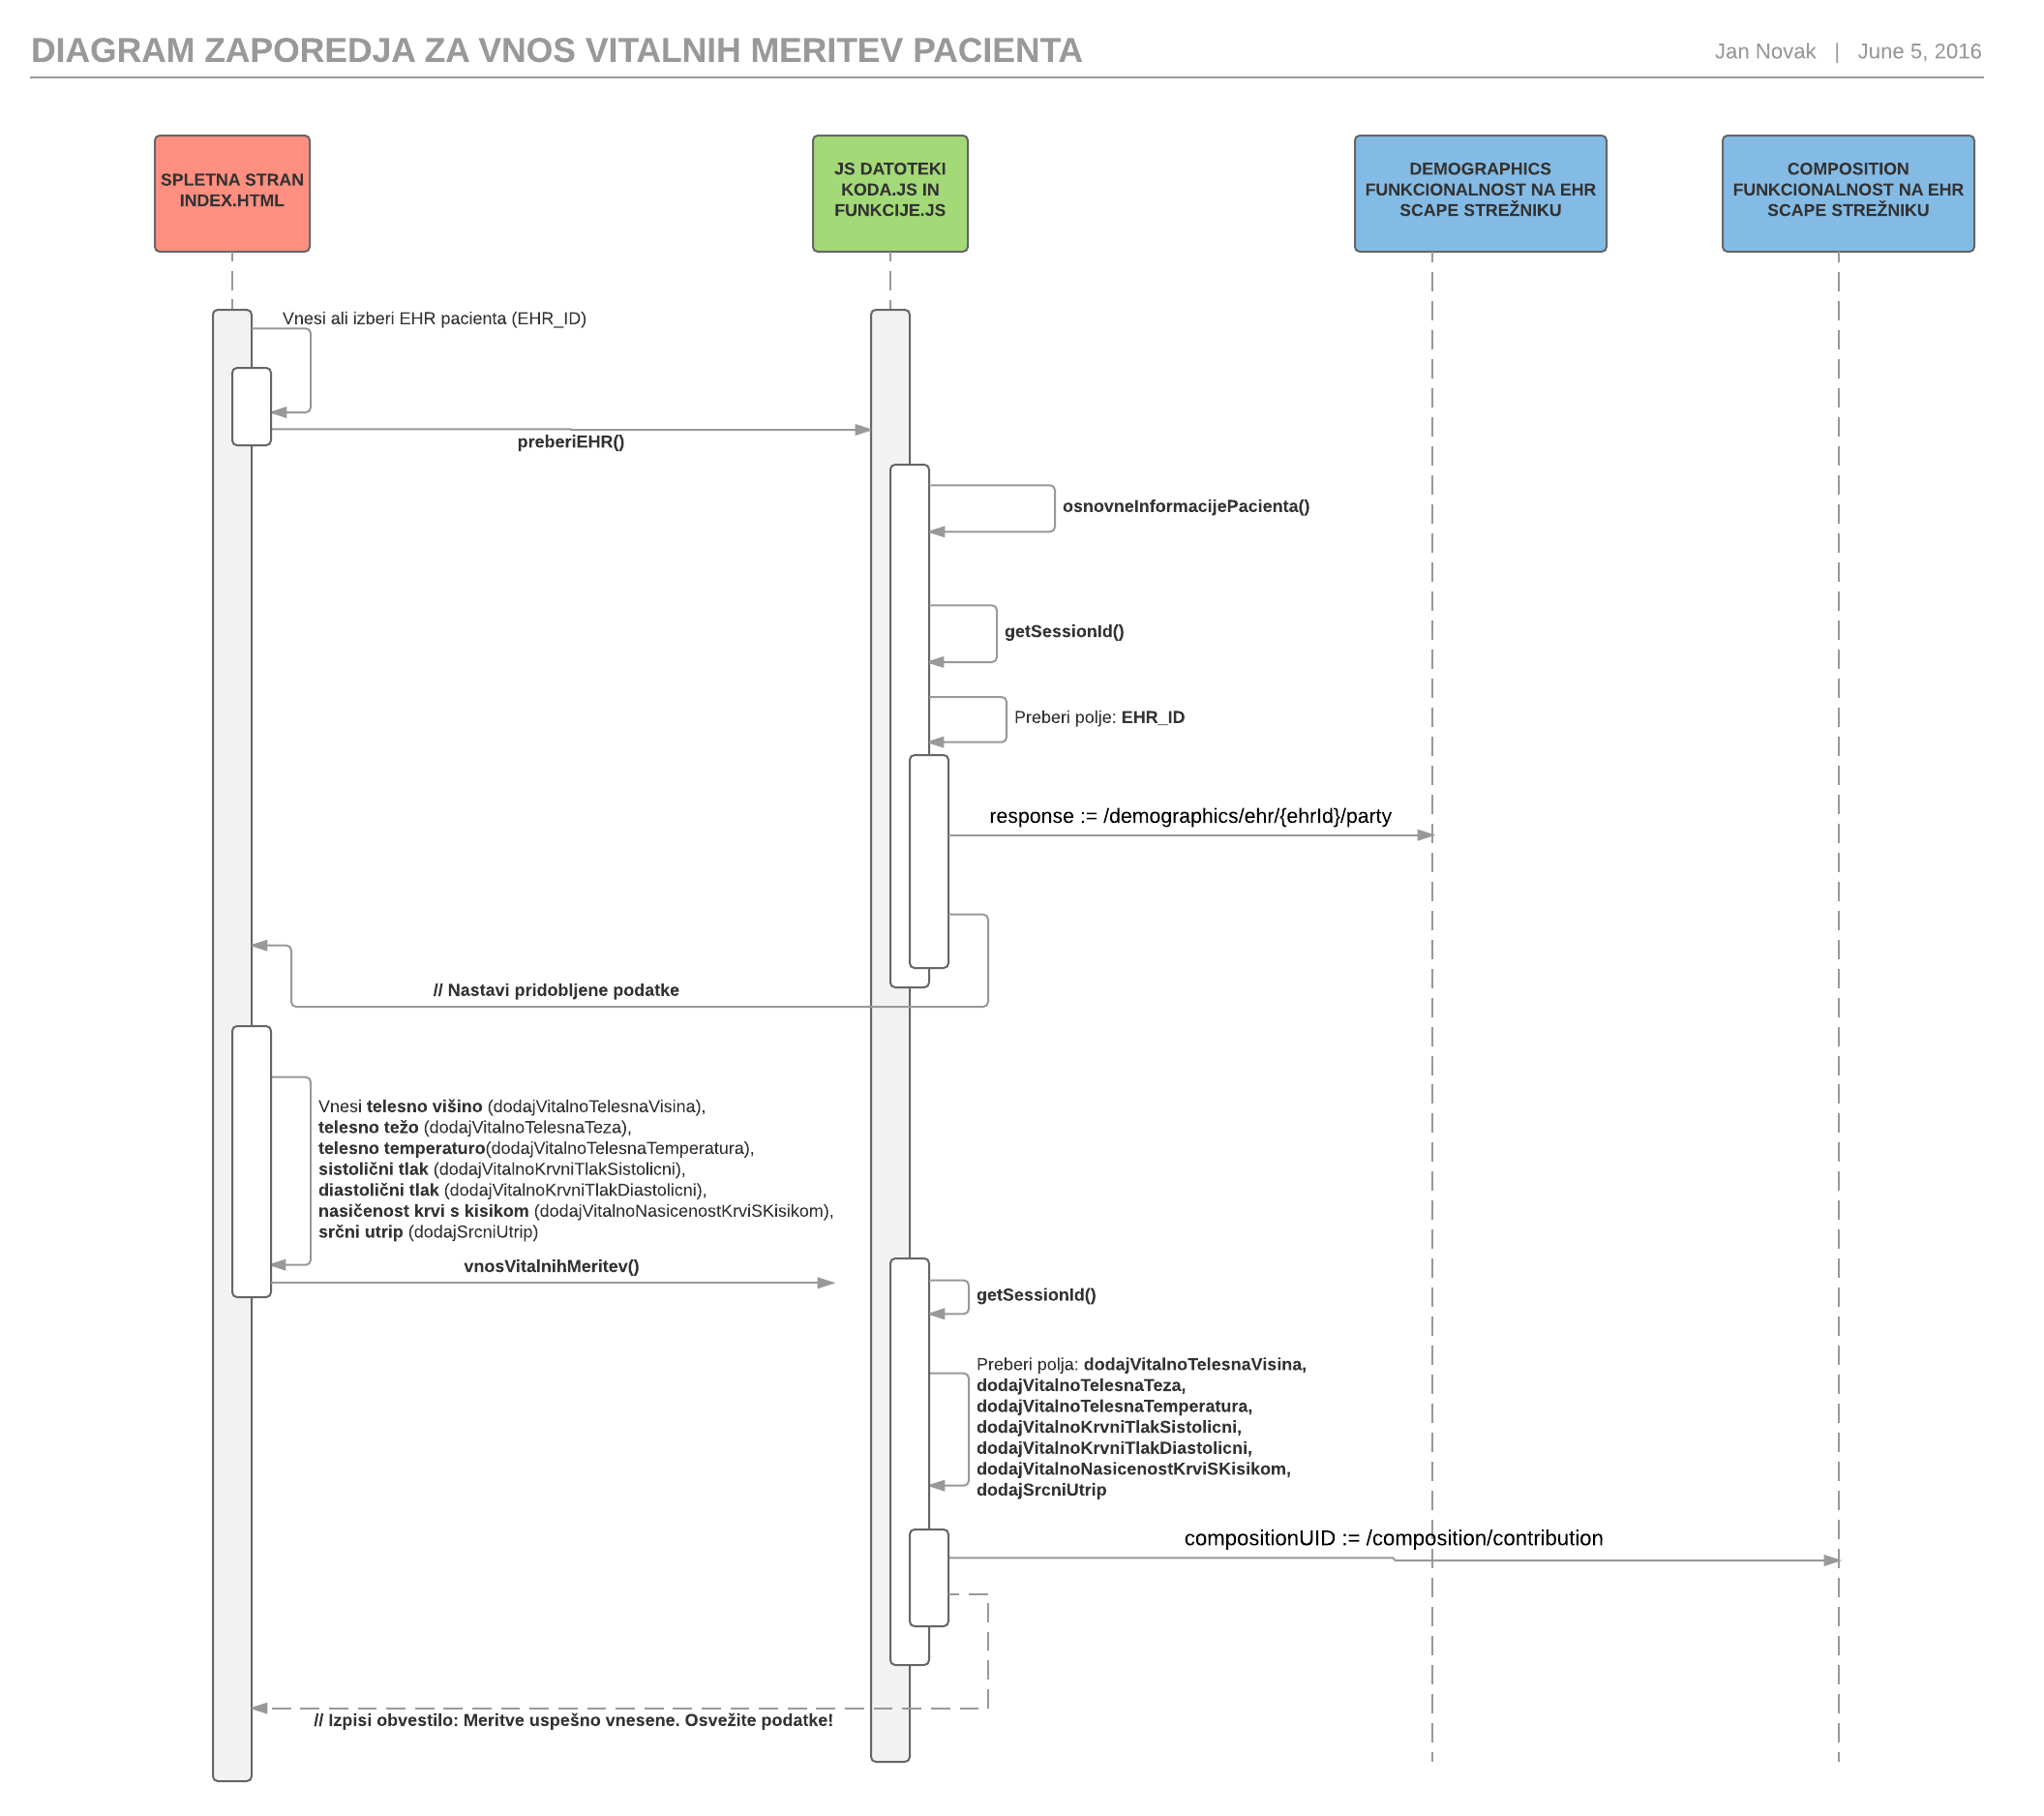 DIAGRAM ZAPOREDJA ZA VNOS VITALNIH MERITEV PACIENTA
Jan Novak | June 5, 2016
SPLETNA STRAN
INDEX.HTML
JS DATOTEKI
KODA.JS IN
FUNKCIJE.JS
DEMOGRAPHICS
FUNKCIONALNOST NA EHR
SCAPE STREŽNIKU
COMPOSITION
FUNKCIONALNOST NA EHR
SCAPE STREŽNIKU
Vnesi ali izberi EHR pacienta (EHR_ID)
preberiEHR()
osnovneInformacijePacienta()
getSessionId()
Preberi polje: EHR_ID
response := /demographics/ehr/{ehrId}/party
// Nastavi pridobljene podatke
Vnesi telesno višino (dodajVitalnoTelesnaVisina),
telesno težo (dodajVitalnoTelesnaTeza),
telesno temperaturo(dodajVitalnoTelesnaTemperatura),
sistolični tlak (dodajVitalnoKrvniTlakSistolicni),
diastolični tlak (dodajVitalnoKrvniTlakDiastolicni),
nasičenost krvi s kisikom (dodajVitalnoNasicenostKrviSKisikom),
srčni utrip (dodajSrcniUtrip)
vnosVitalnihMeritev()
getSessionId()
Preberi polja: dodajVitalnoTelesnaVisina,
dodajVitalnoTelesnaTeza,
dodajVitalnoTelesnaTemperatura,
dodajVitalnoKrvniTlakSistolicni,
dodajVitalnoKrvniTlakDiastolicni,
dodajVitalnoNasicenostKrviSKisikom,
dodajSrcniUtrip
compositionUID := /composition/contribution
// Izpisi obvestilo: Meritve uspešno vnesene. Osvežite podatke!